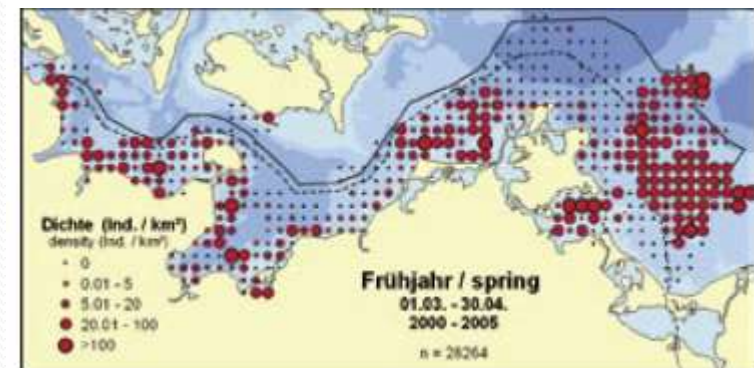 Dichte (Ind. / km²)
density (Ind. / km²)
0
0.01 - 5
5.01 - 20
20.01 - 100
>100
Frühjahr / spring
01.03. - 30.04.
2000 - 2005
n = 28264